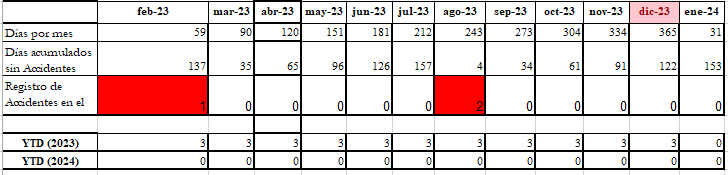 feb-23 mar-23 abr-23 may-23 jun-23 jul-23 ago-23 sep-23 oct-23 nov-23 dic-23 ene-24
Días por mes 59 90 120 151 181 212 243 273 304 334 365 31
Días acumulados
sin Accidentes 137 35 65 96 126 157 4 34 61 91 122 153
Registro de
Accidentes en el 1 0 0 0 0 0 2 0 0 0 0 0
YTD (2023) 3 3 3 3 3 3 3 3 3 3 3 0
YTD (2024) 0 0 0 0 0 0 0 0 0 0 0 0